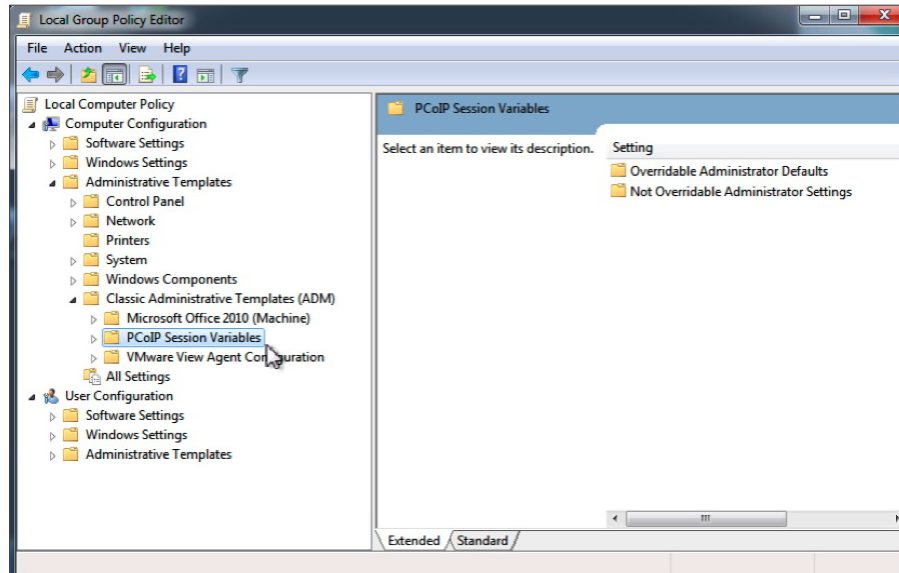 Local Group Policy Editor
File Action View Help
Local Computer Policy
Computer Configuration
Software Settings
Windows Settings
Administrative Templates
Control Panel
Network
Printers
System
Windows Components
Classic Administrative Templates (ADM)
Microsoft Office 2010 (Machine)
PCoIP Session Variables
VMware View Agent Configuration
All Settings
User Configuration
Software Settings
Windows Settings
Administrative Templates
PCoIP Session Variables
Select an item to view its description.
Setting
Overridable Administrator Defaults
Not Overridable Administrator Settings
Extended Standard